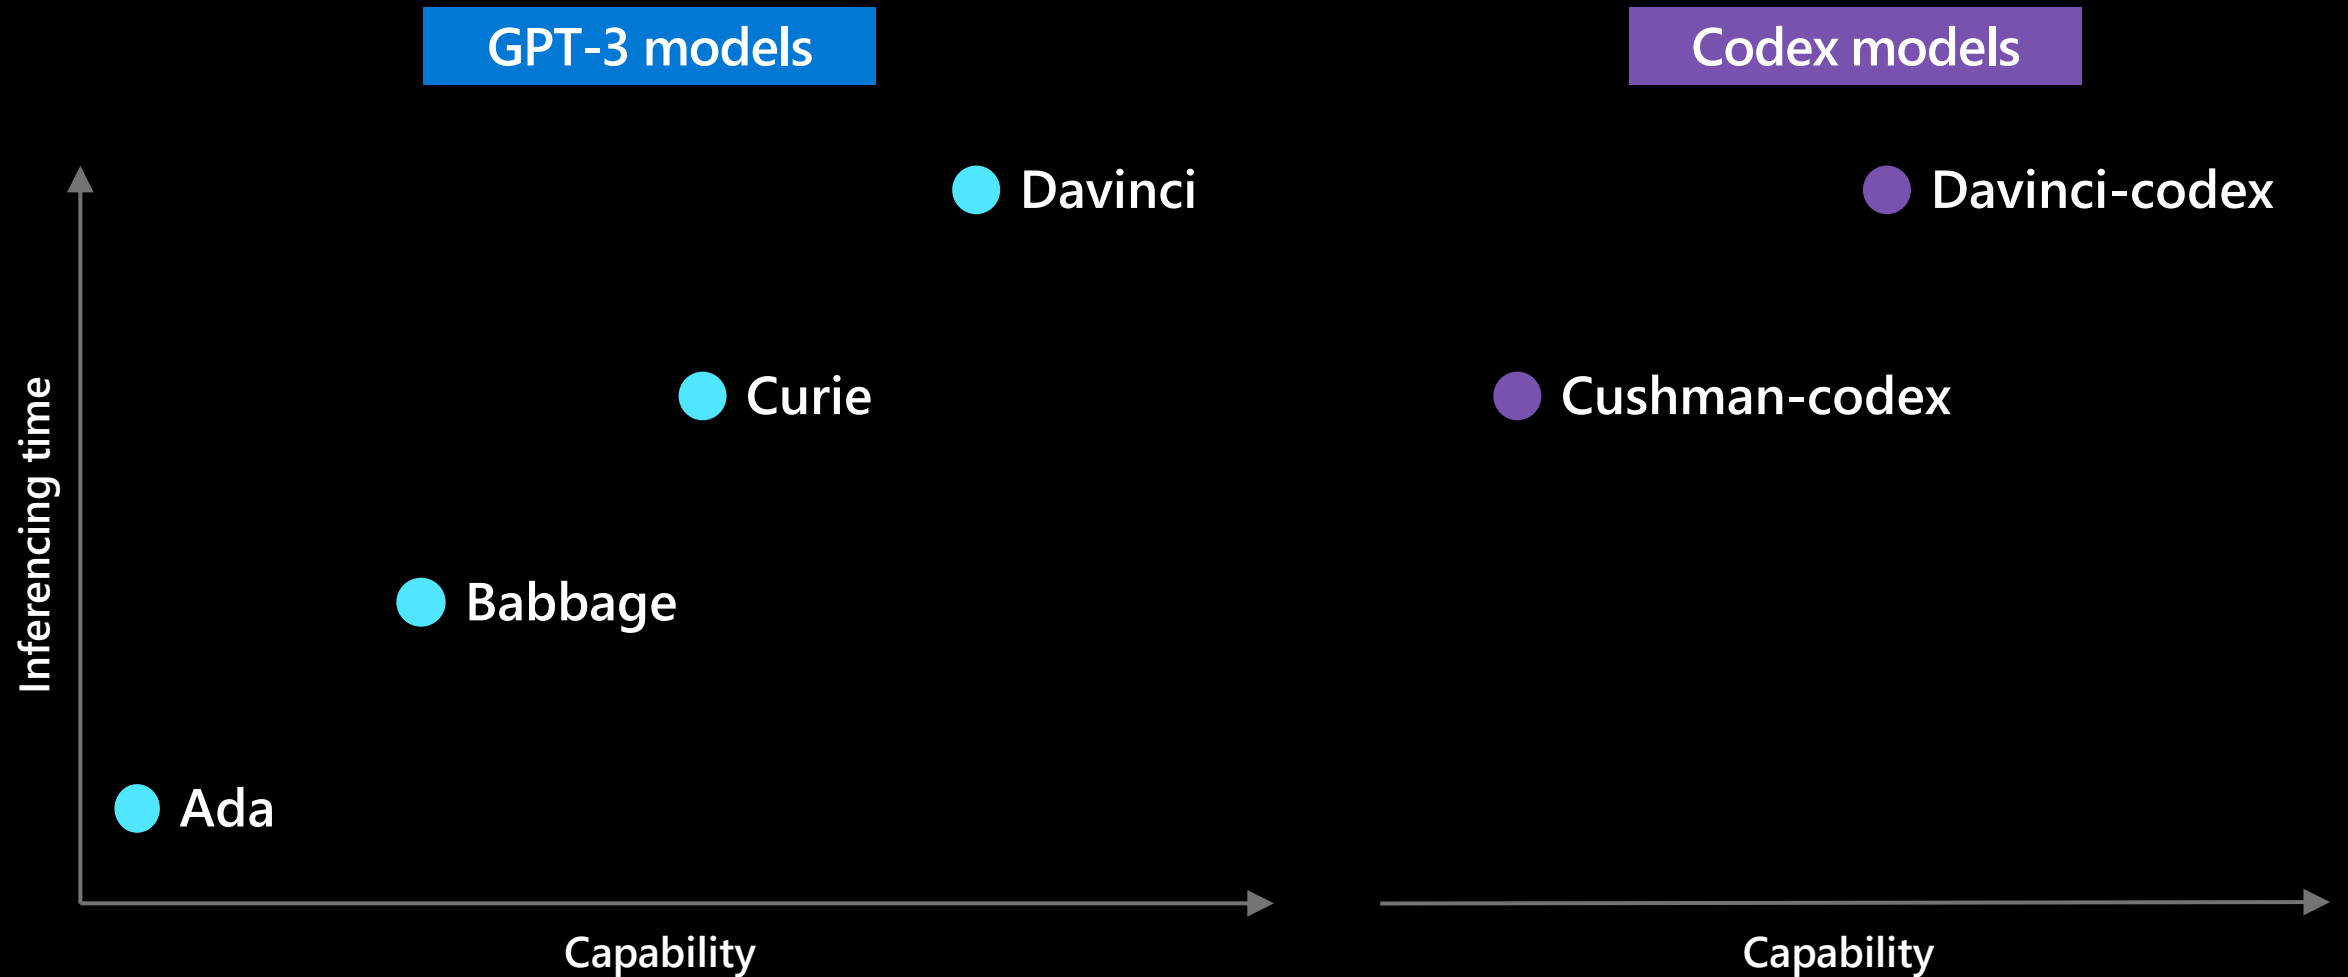 GPT-3 models
Codex models
Davinci
Davinci-codex
Curie
Cushman-codex
Inferencing time
Babbage
Ada
Capability
Capability